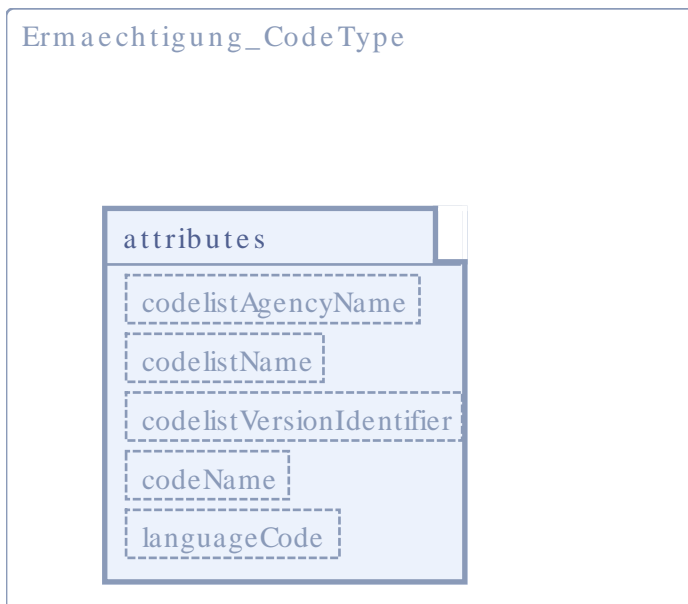 Ermaechtigung_CodeType
attributes
codelistAgencyName
codelistName
codelistVersionIdentifier
codeName
languageCode